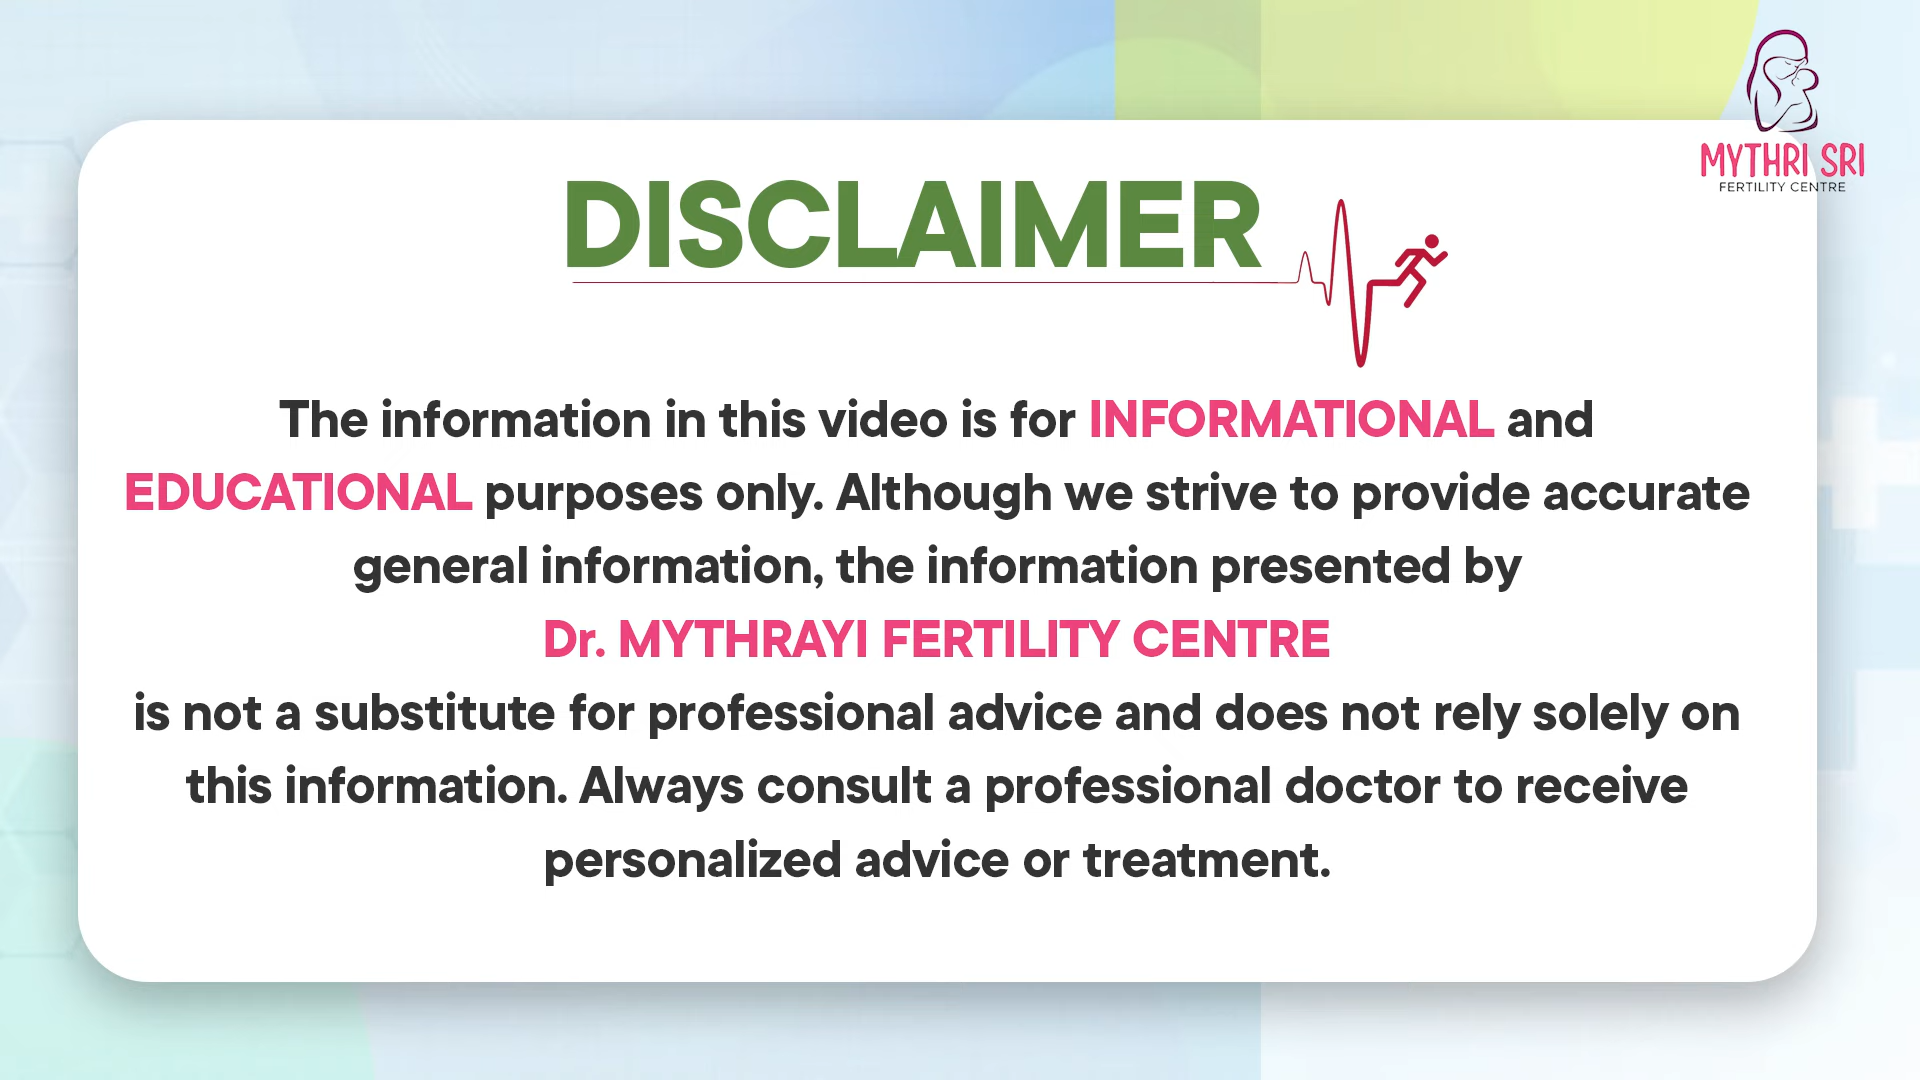 MYTHRI SRI
FERTILITY CENTRE
DISCLAIMER
The information in this video is for INFORMATIONAL and
EDUCATIONAL purposes only. Although we strive to provide accurate
general information, the information presented by
Dr. MYTHRAYI FERTILITY CENTRE
is not a substitute for professional advice and does not rely solely on
this information. Always consult a professional doctor to receive
personalized advice or treatment.